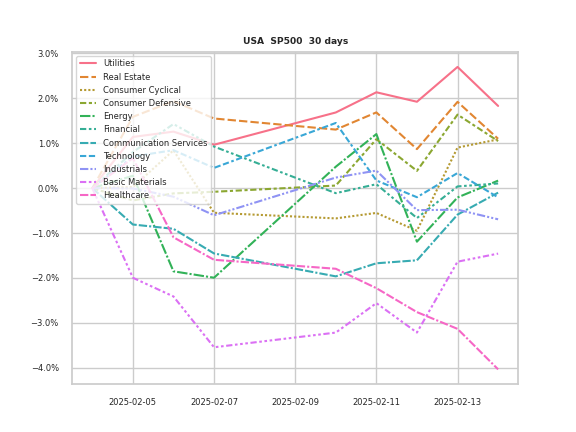 USA  SP500  30 days
3.0%
2.0%
1.0%
0.0%
−1.0%
−2.0%
−3.0%
−4.0%
Utilities
Real Estate
Consumer Cyclical
Consumer Defensive
Energy
Financial
Communication Services
Technology
Industrials
Basic Materials
Healthcare
2025-02-05
2025-02-07
2025-02-09
2025-02-11
2025-02-13